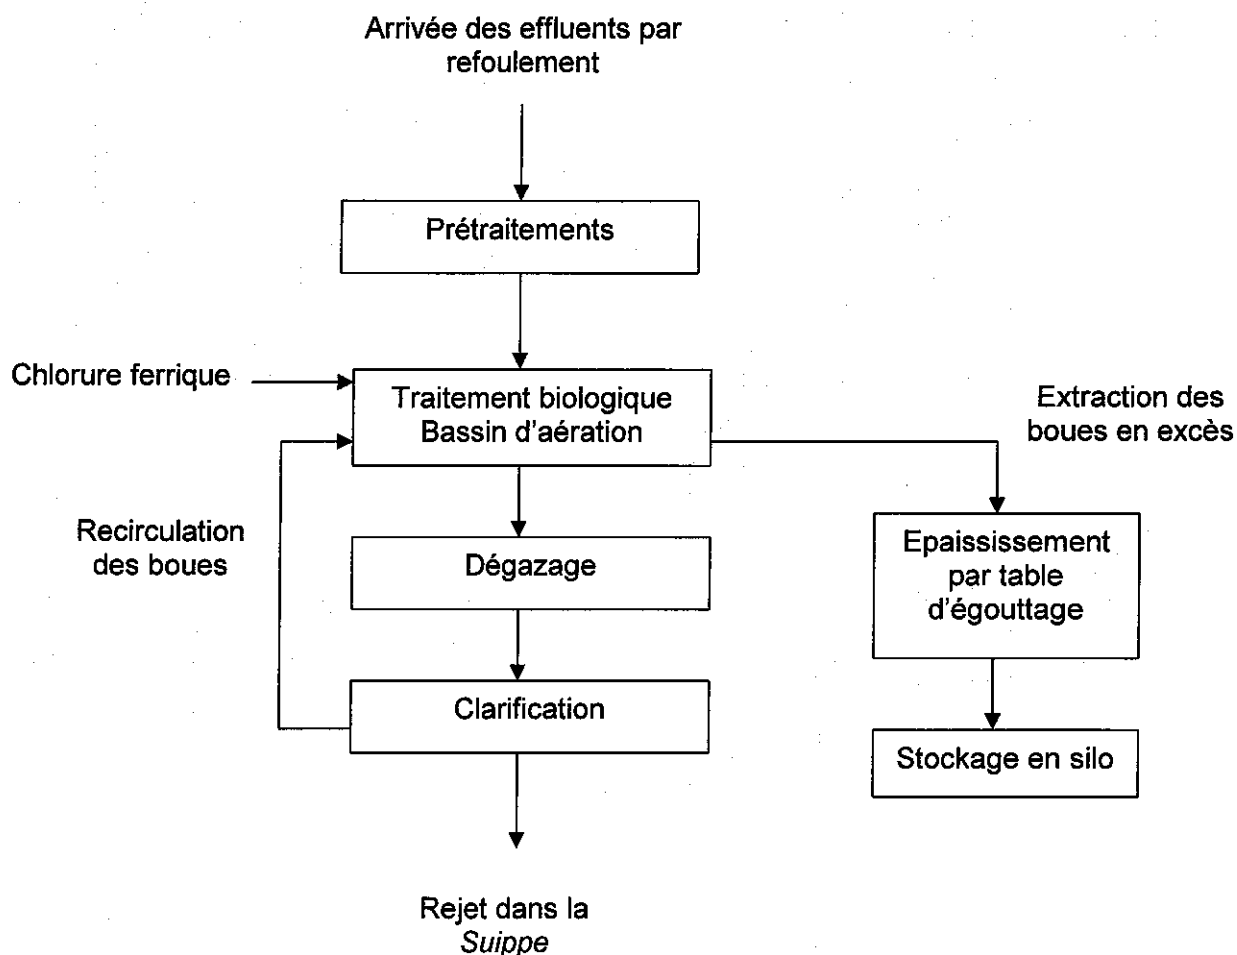 Arrivée des effluents par
refoulement
Prétraitements
Chlorure ferrique
Traitement biologique
Bassin d'aération
Extraction des
boues en excès
Recirculation
des boues
Dégazage
Epaississement
par table
d'égouttage
Clarification
Stockage en silo
Rejet dans la
Suippe